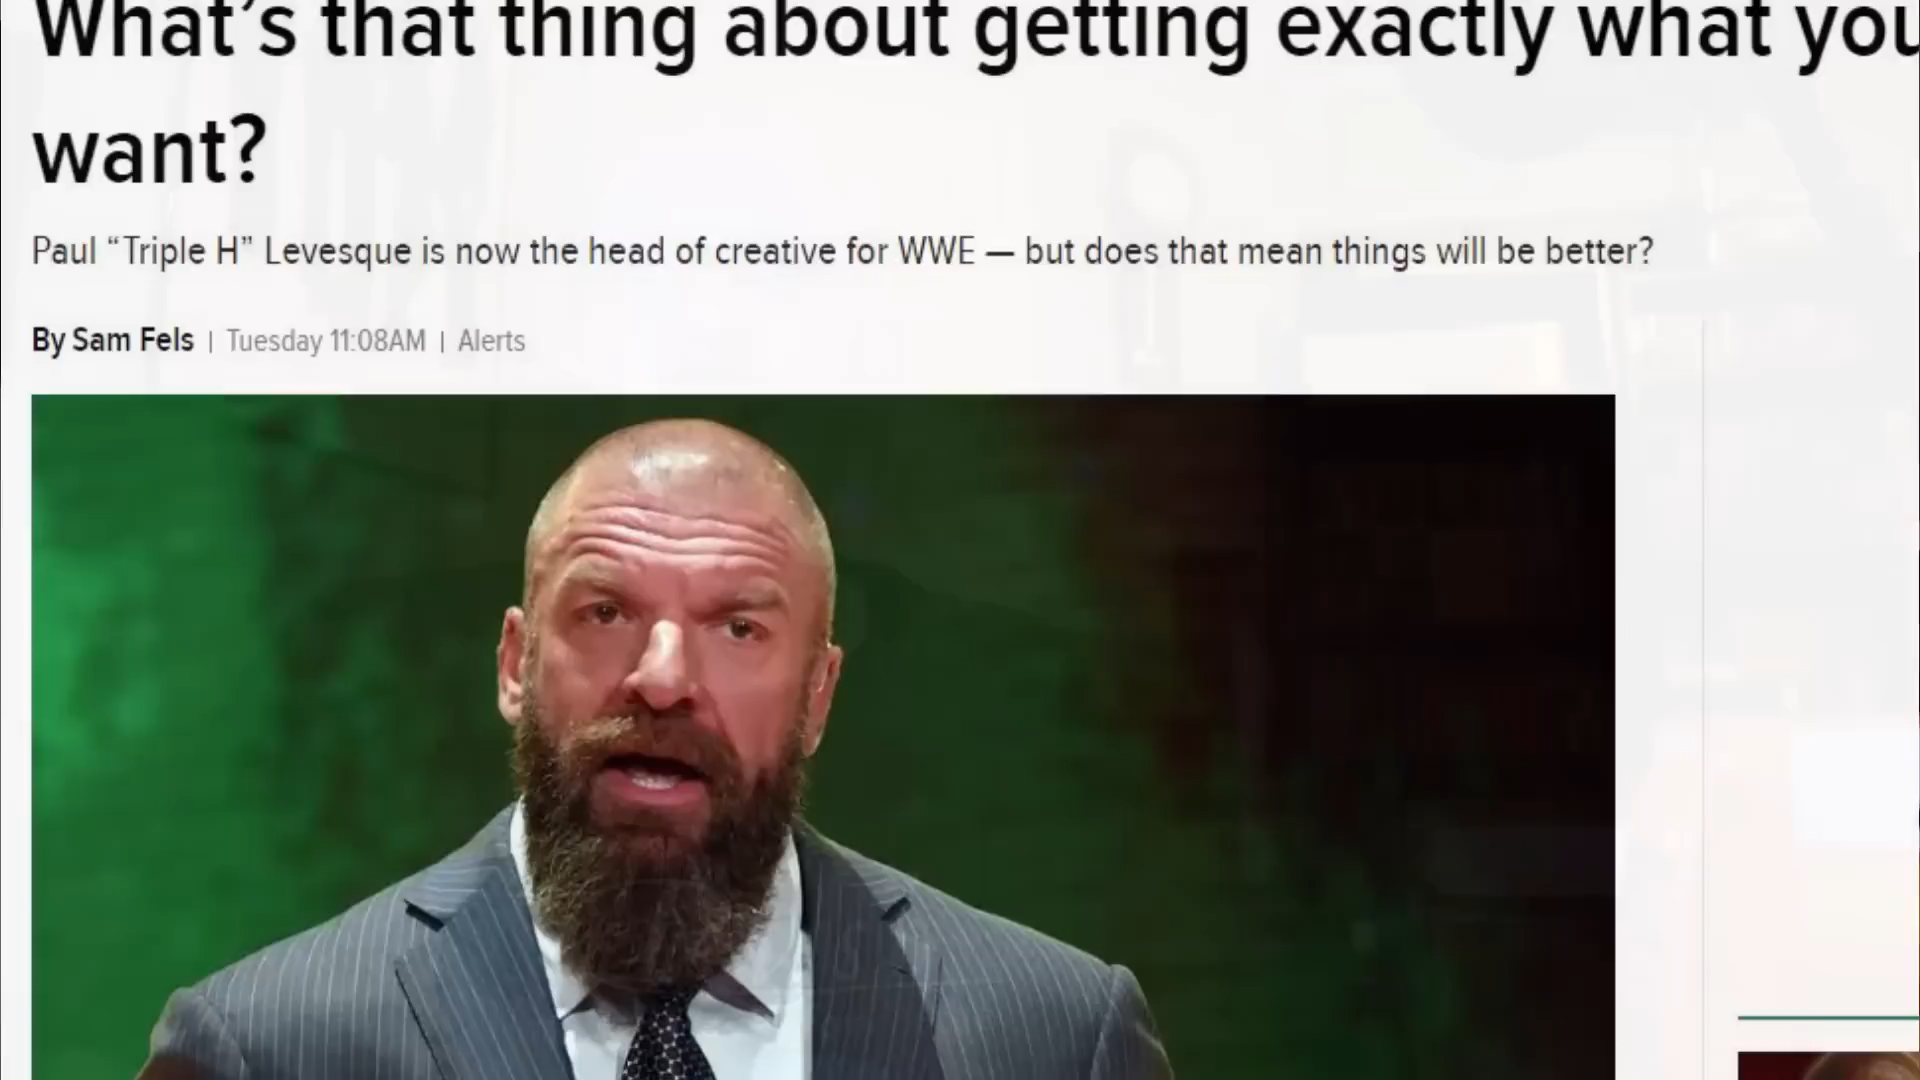 What's that thing about getting exactly what you
want?
Paul “Triple H” Levesque is now the head of creative for WWE — but does that mean things will be better?
By Sam Fels | Tuesday 11:08AM | Alerts